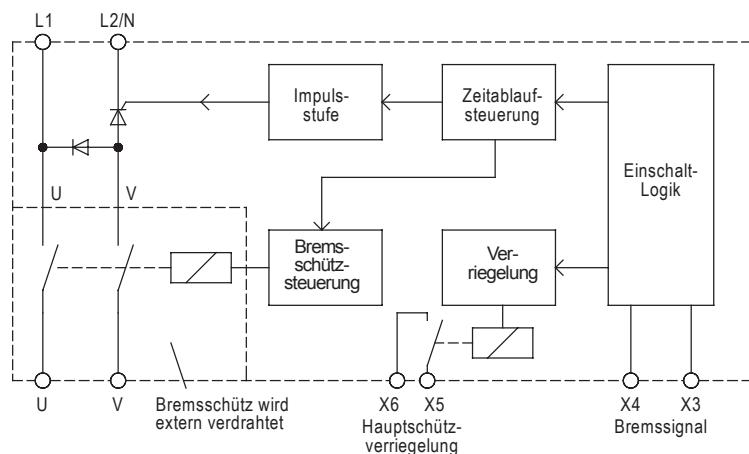 L1
L2/N
Impuls-
stufe
Zeitablauf-
steuerung
Einschalt-
Logik
U
V
Brems-
schütz-
steuerung
Ver-
riegelung
U
V
Bremsschütz wird
extern verdrahtet
X6
X5
Hauptschütz-
verriegelung
X4
X3
Bremssignal